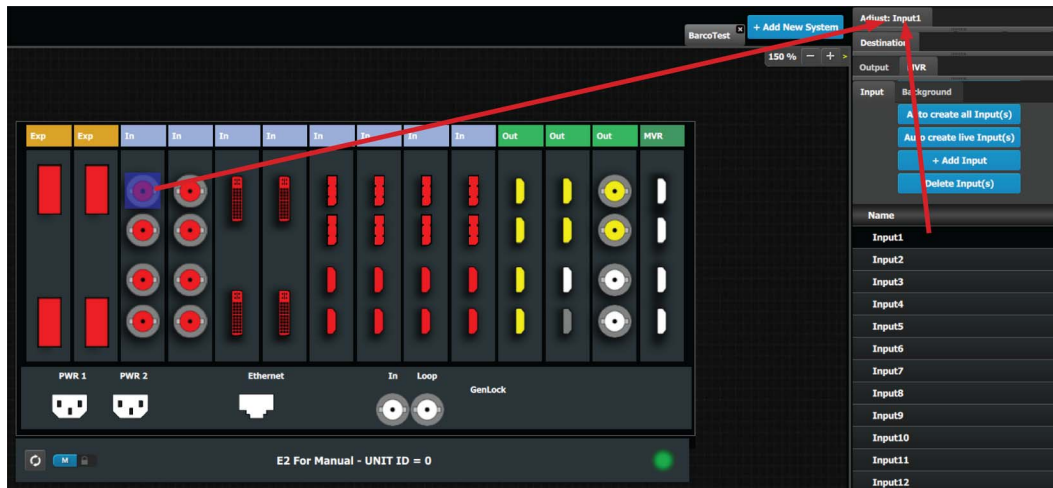 BarcoTest
+ Add New System
150 %
Adjust: Input1
Destination
Output MVR
Input Background
Auto create all Input(s)
Auto create live Input(s)
+ Add Input
Delete Input(s)
Name
Input1
Input2
Input3
Input4
Input5
Input6
Input7
Input8
Input9
Input10
Input11
Input12
Exp Exp In In In In In In In In Out Out Out MVR
PWR 1 PWR 2 Ethernet In Loop GenLock
M
E2 For Manual - UNIT ID = 0